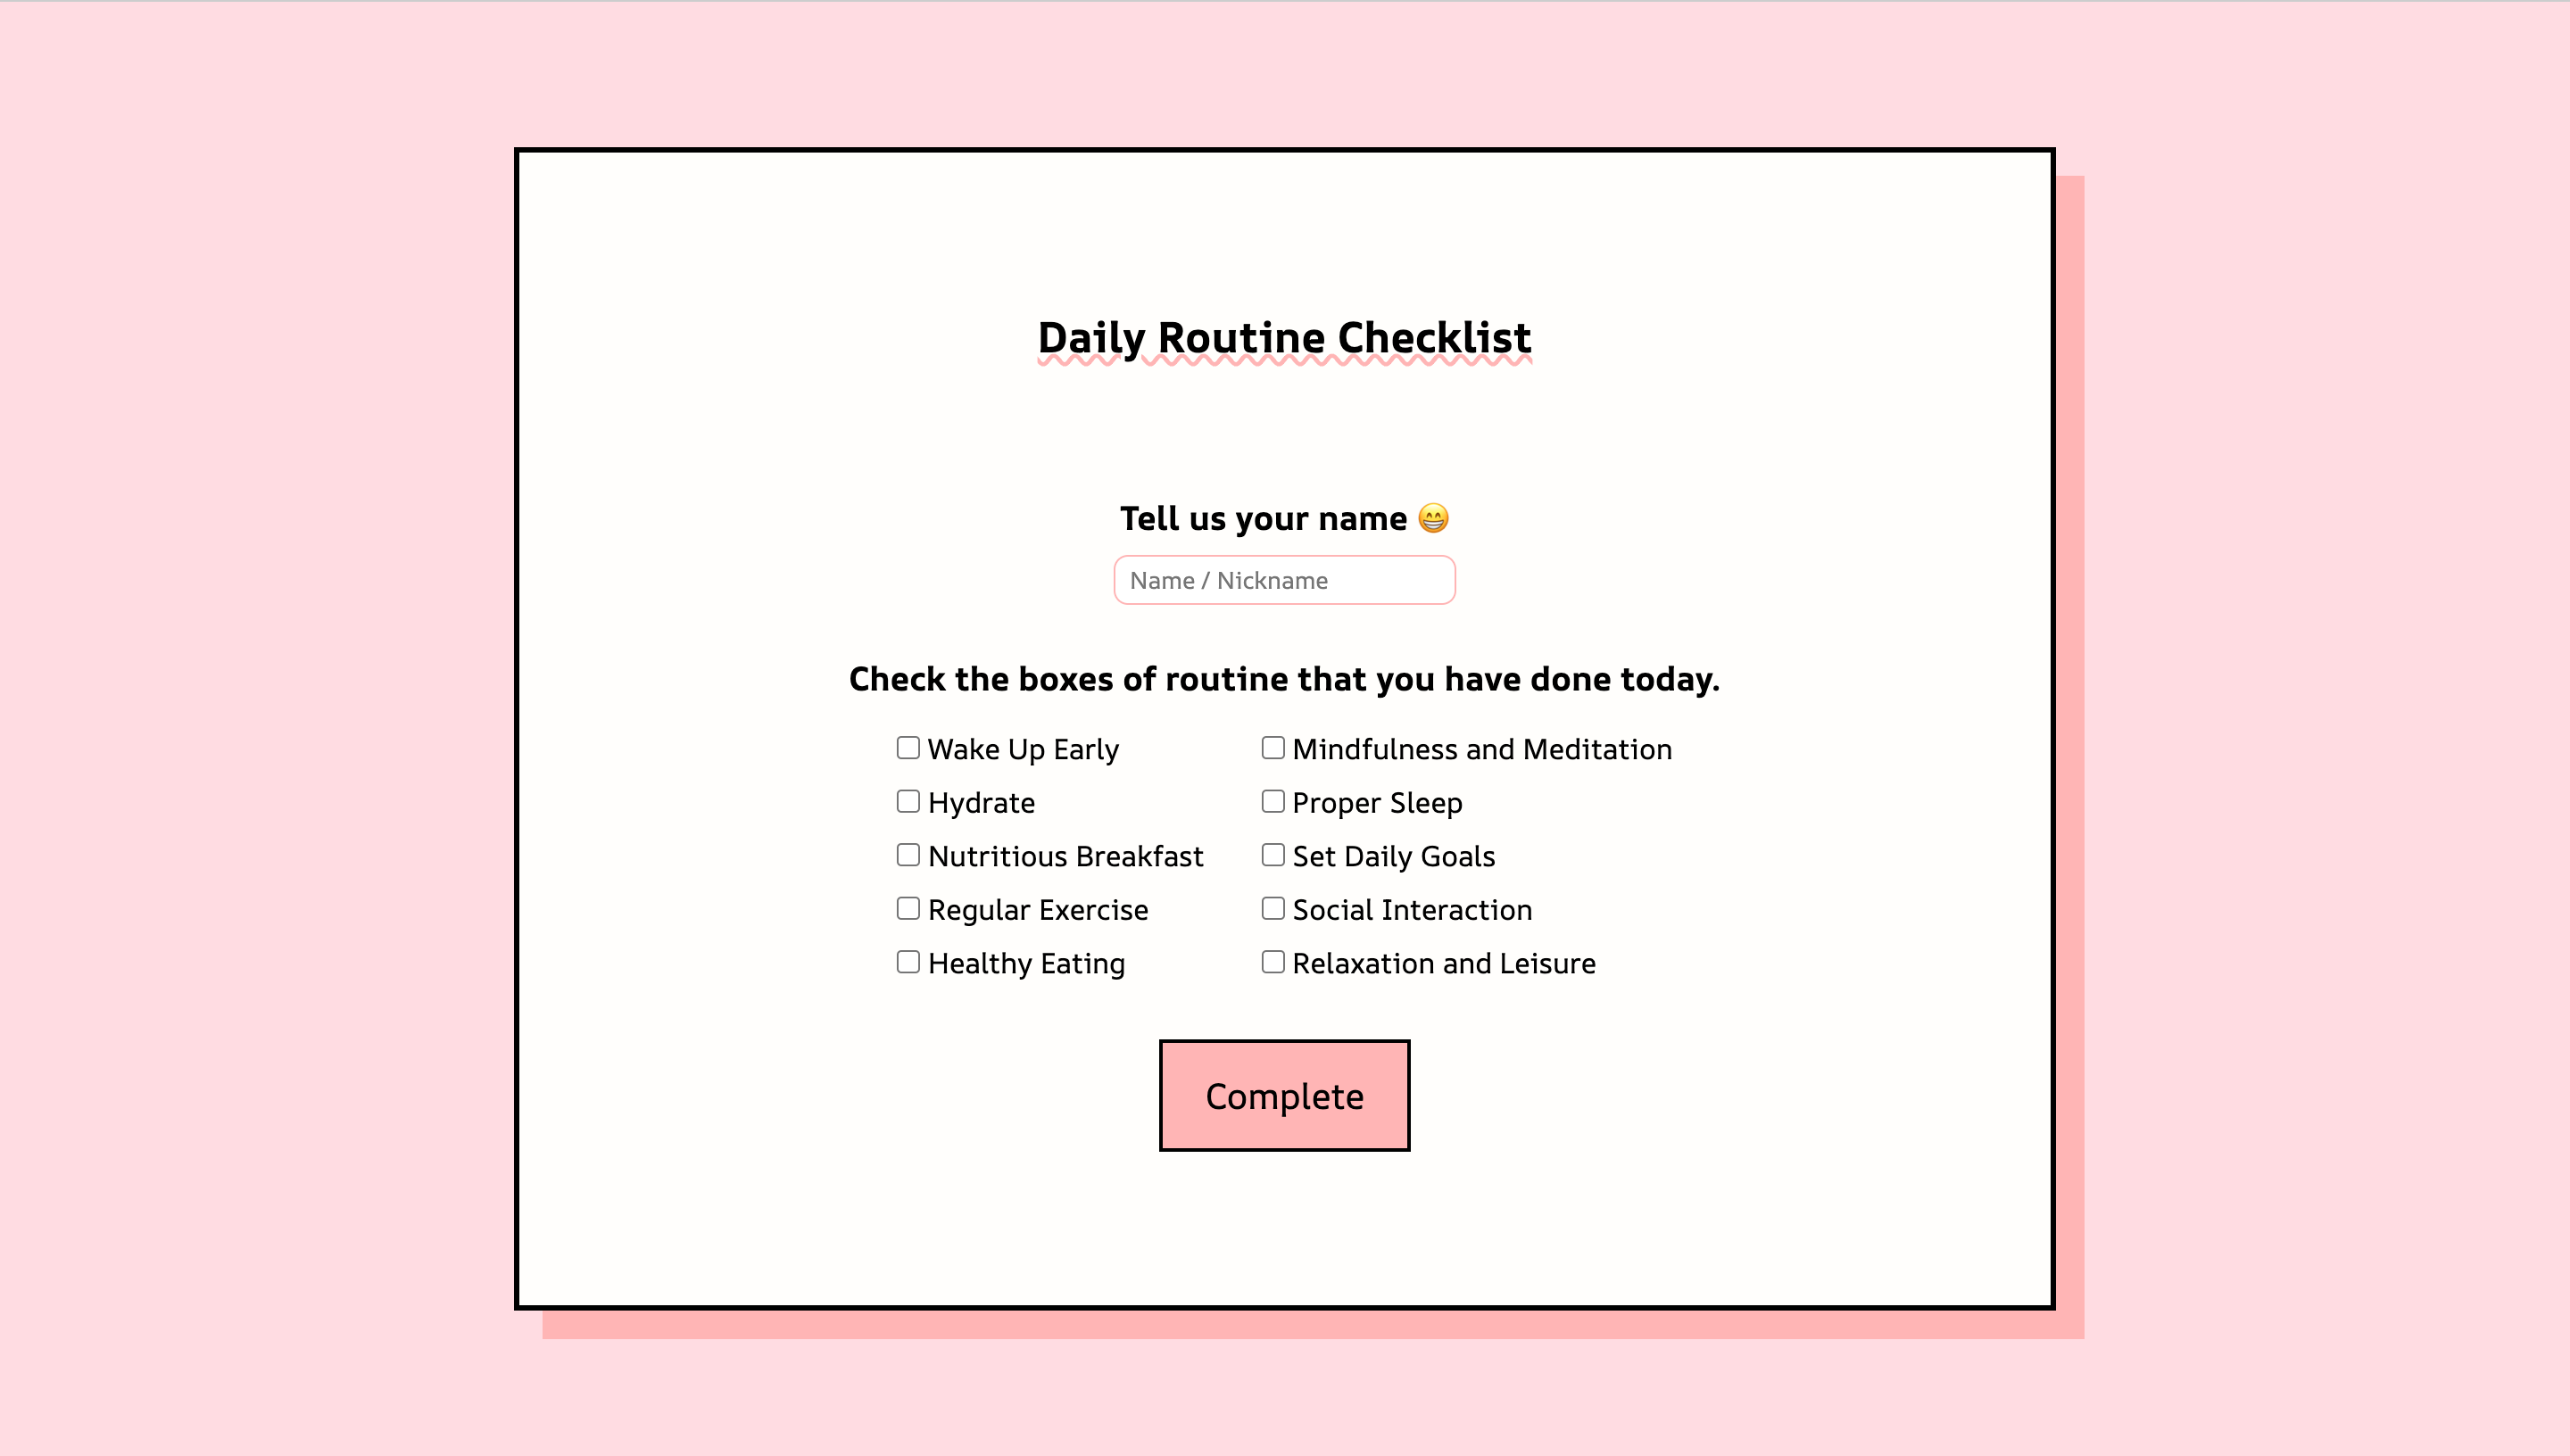 Daily Routine Checklist
Tell us your name 😁
Name / Nickname
Check the boxes of routine that you have done today.
Wake Up Early
Hydrate
Nutritious Breakfast
Regular Exercise
Healthy Eating
Mindfulness and Meditation
Proper Sleep
Set Daily Goals
Social Interaction
Relaxation and Leisure
Complete